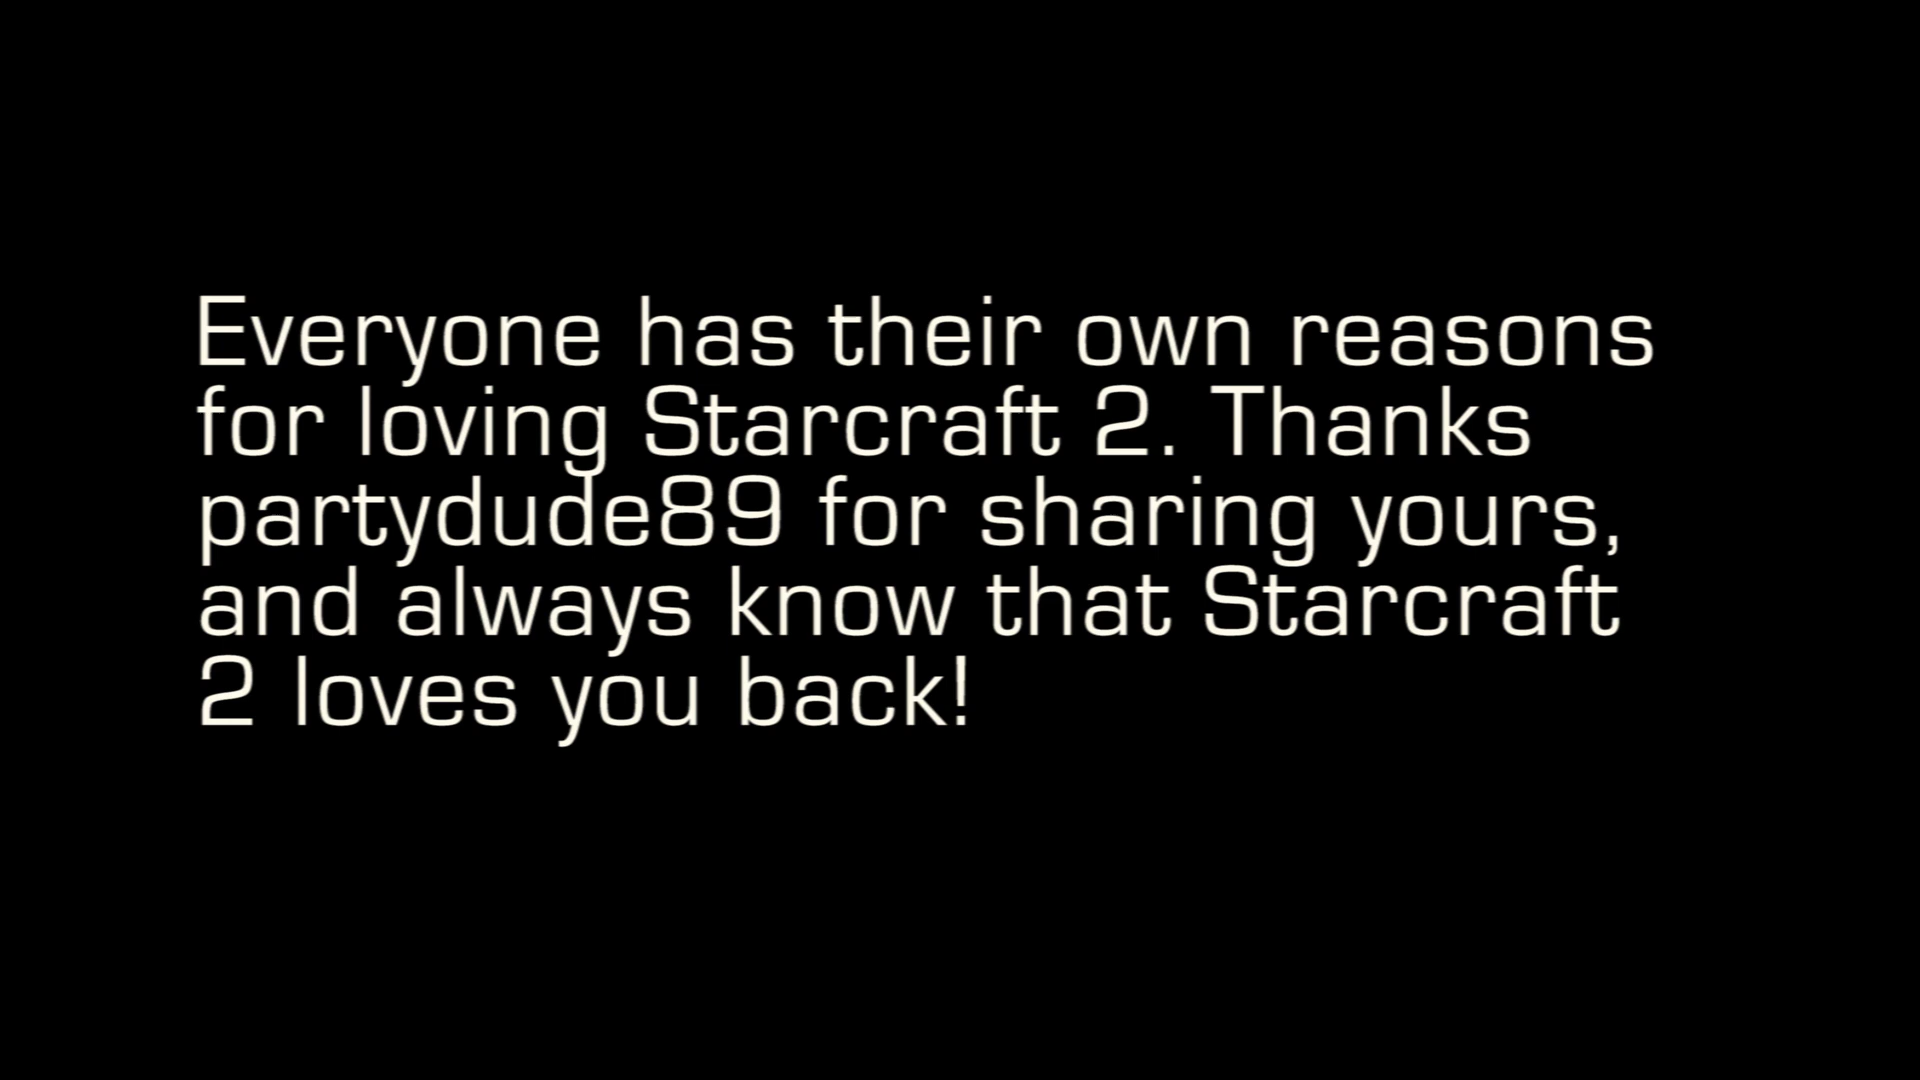 Everyone has their own reasons
for loving Starcraft 2. Thanks
partydude89 for sharing yours,
and always know that Starcraft
2 loves you back!